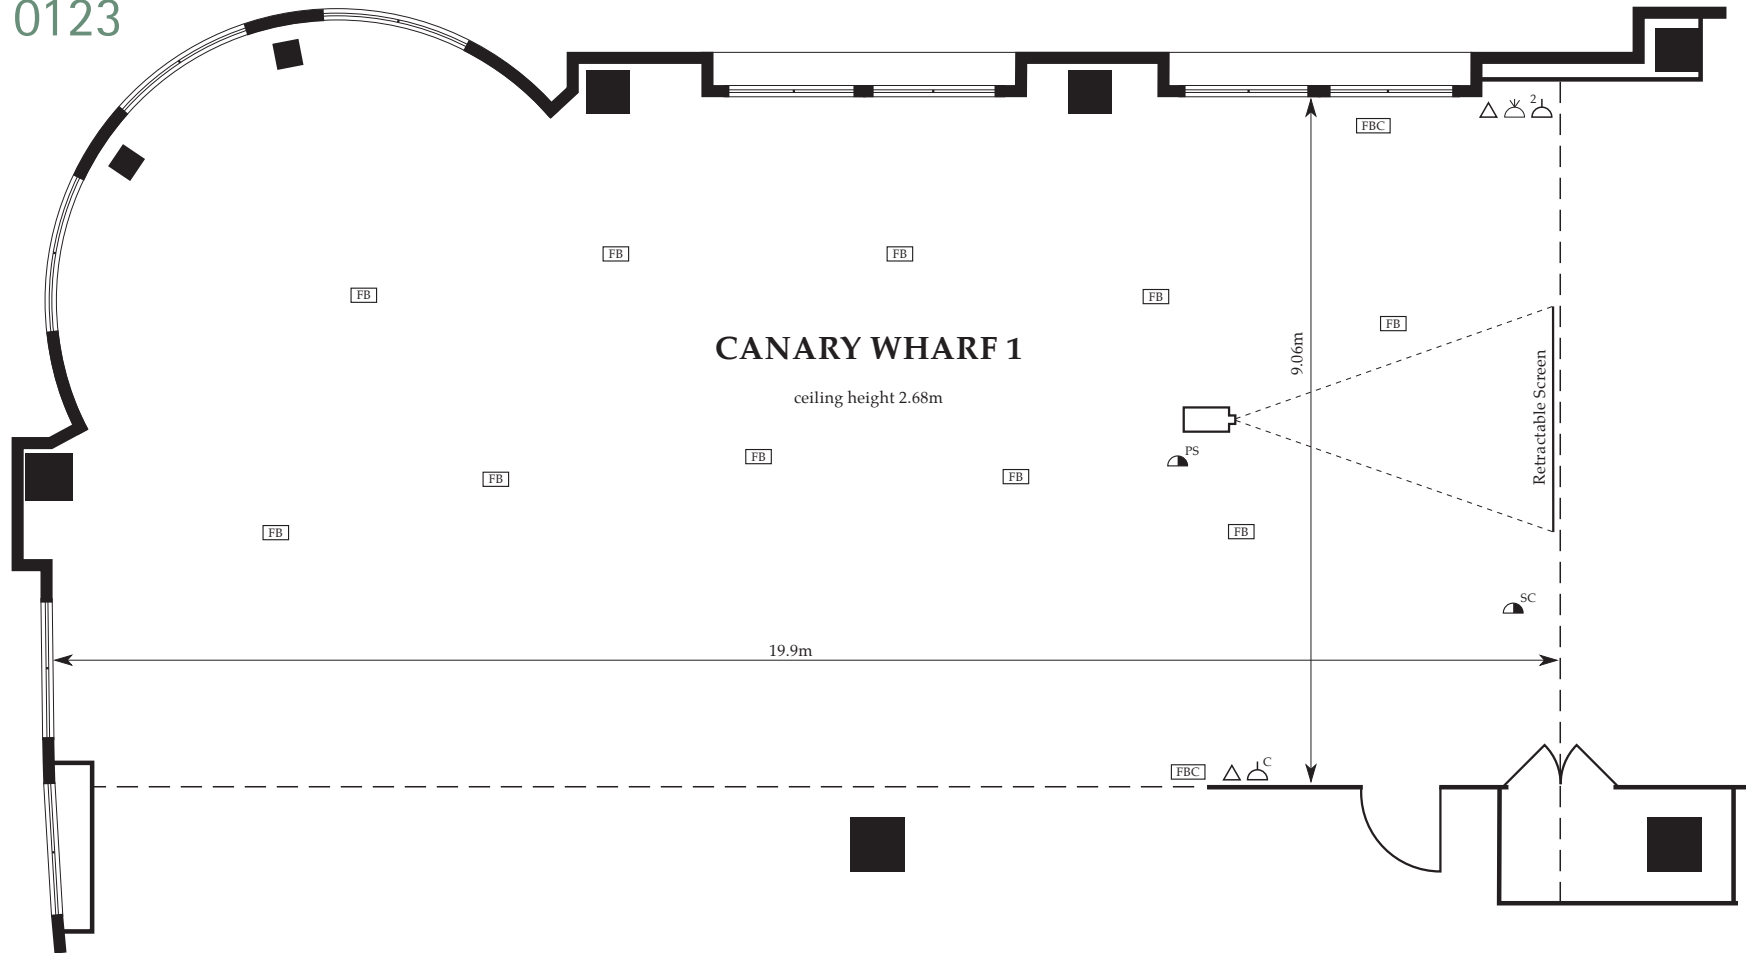 0123
2
FBC
FB
FB
FB
FB
FB
CANARY WHARF 1
9.06m
Retractable Screen
ceiling height 2.68m
PS
FB
FB
FB
FB
FB
SC
19.9m
FBC
C